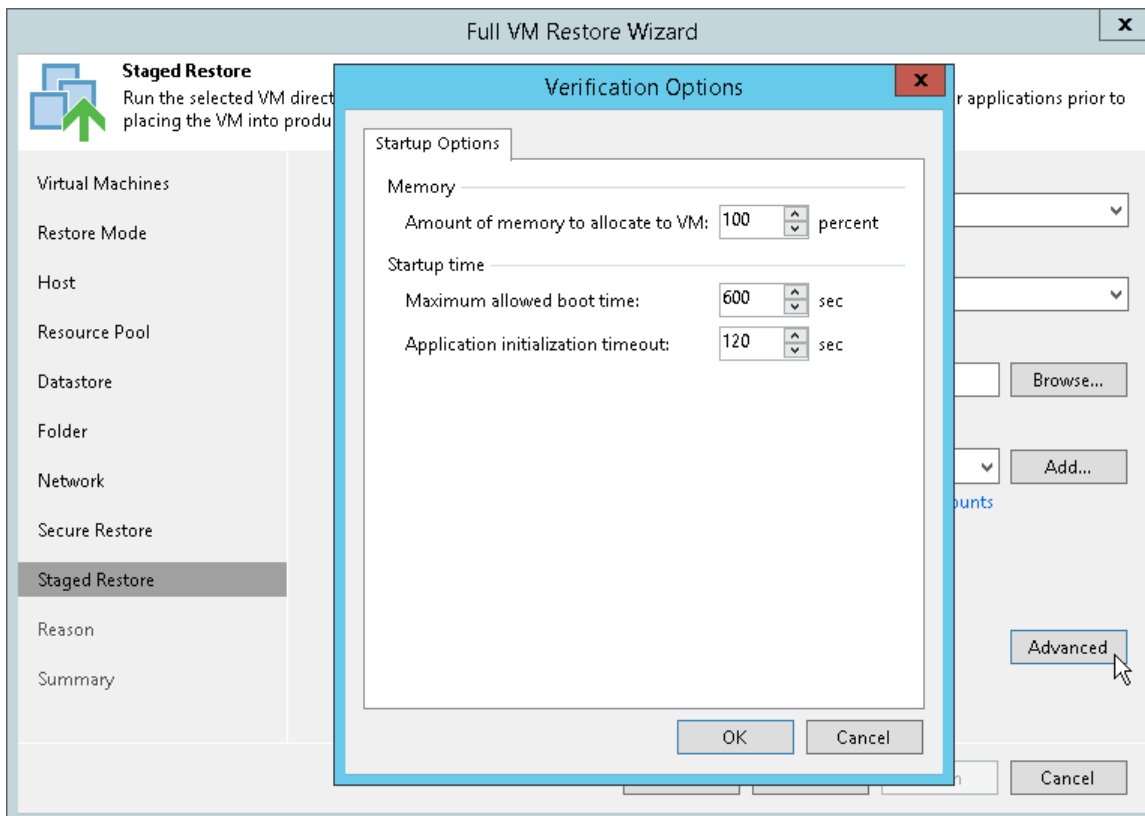 Full VM Restore Wizard
x
Staged Restore
Run the selected VM direct
r applications prior to
placing the VM into produ
Verification Options
x
Startup Options
Memory
Amount of memory to allocate to VM: 100 percent
Startup time
Maximum allowed boot time: 600 sec
Application initialization timeout: 120 sec
OK
Cancel
Virtual Machines
Restore Mode
Host
Resource Pool
Datastore
Folder
Network
Secure Restore
Staged Restore
Reason
Summary
Browse...
Add...
Advanced
Cancel